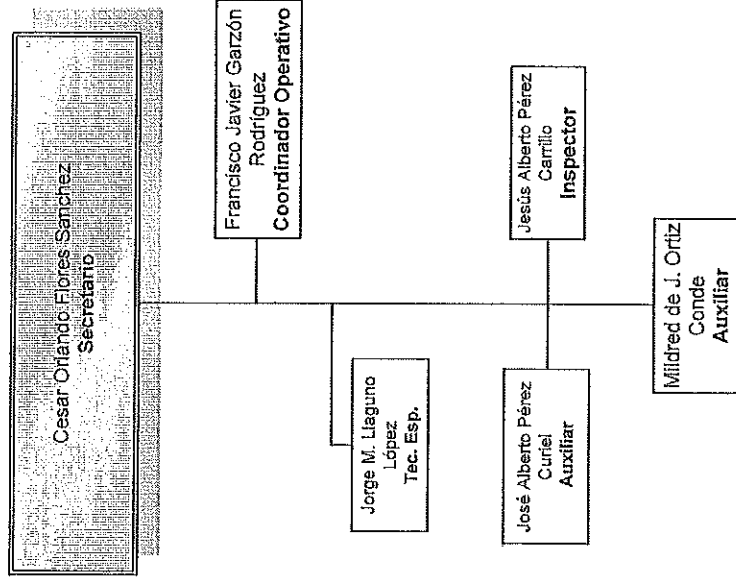 Cesar Orlando Flores Sanchez
Secretario
Francisco Javier Garzón
Rodríguez
Coordinador Operativo
Jorge M. Llaguno
López
Tec. Esp.
José Alberto Pérez
Curiel
Auxiliar
Jesús Alberto Pérez
Carrillo
Inspector
Mildred de J. Ortiz
Conde
Auxiliar